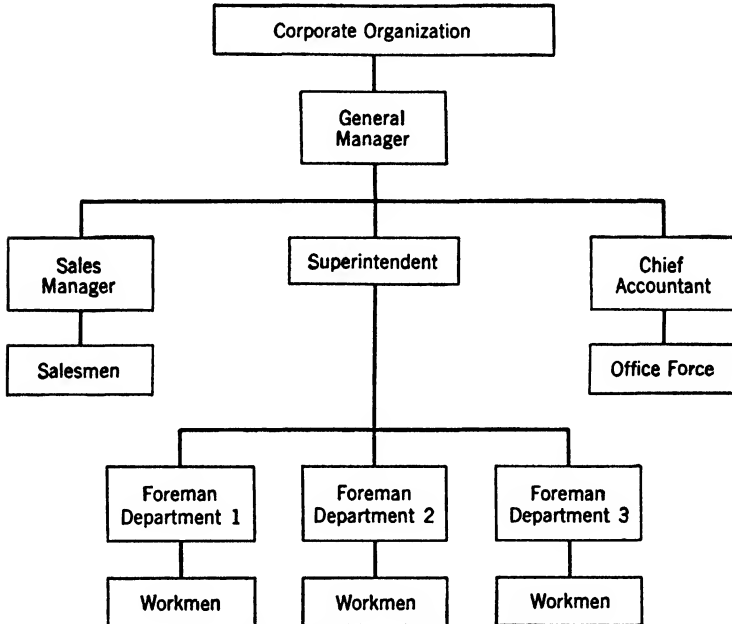 Corporate Organization
General
Manager
Sales
Manager
Superintendent
Chief
Accountant
Salesmen
Office Force
Foreman
Department 1
Foreman
Department 2
Foreman
Department 3
Workmen
Workmen
Workmen